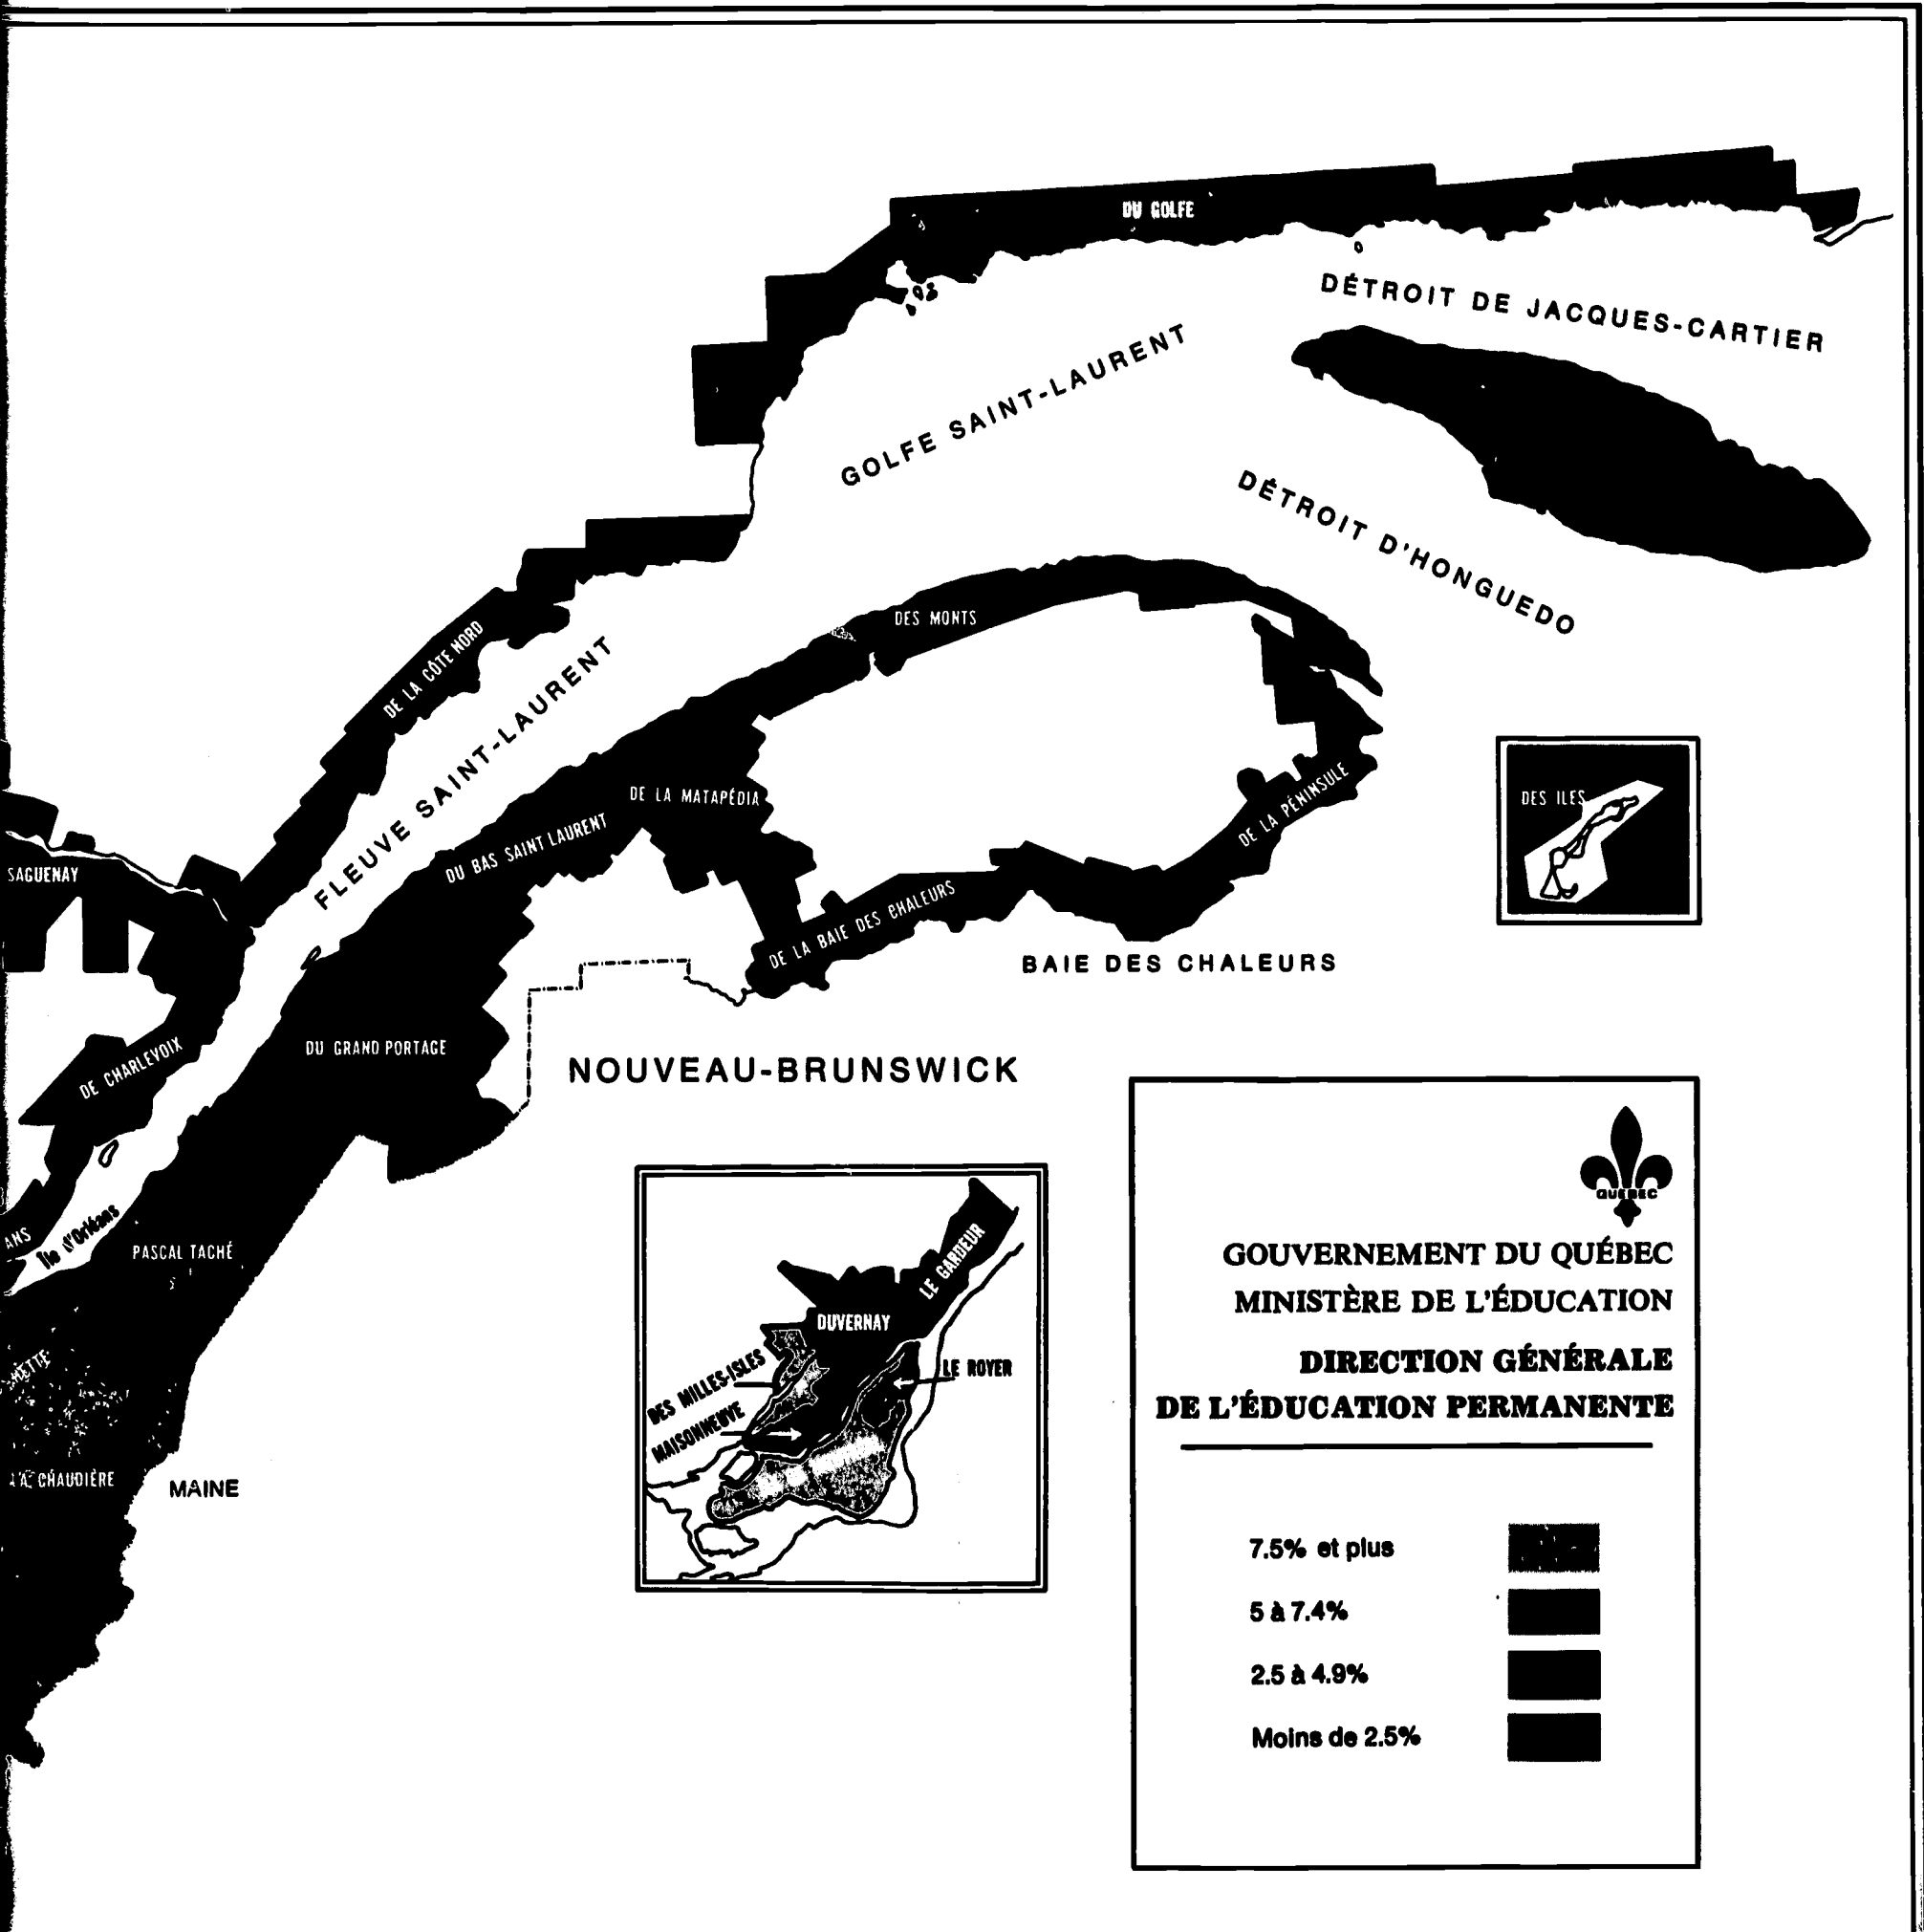 DU GOLFE
DÉTROIT DE JACQUES-CARTIER
GOLFE SAINT-LAURENT
DÉTROIT D'HONGUEDO
DES MONTS
DE LA CÔTE NORD
FLEUVE SAINT-LAURENT
DE LA MATAPÉDIA
DE LA PÉNINSULE
DES ILES
DU BAS SAINT LAURENT
SAGUENAY
DE LA BAIE DES CHALEURS
BAIE DES CHALEURS
DU GRAND PORTAGE
DE CHARLEVOIX
NOUVEAU-BRUNSWICK
ANS
Île d'Orléans
PASCAL TACHÉ
LA CHAUDIÈRE
MAINE
LE GARDEUR
DUVERNAY
DES MILLES-ISLES
LE ROYER
MAISONNEUVE
QUÉBEC
GOUVERNEMENT DU QUÉBEC
MINISTÈRE DE L'ÉDUCATION
DIRECTION GÉNÉRALE
DE L'ÉDUCATION PERMANENTE
7.5% et plus
5 à 7.4%
2.5 à 4.9%
Moins de 2.5%